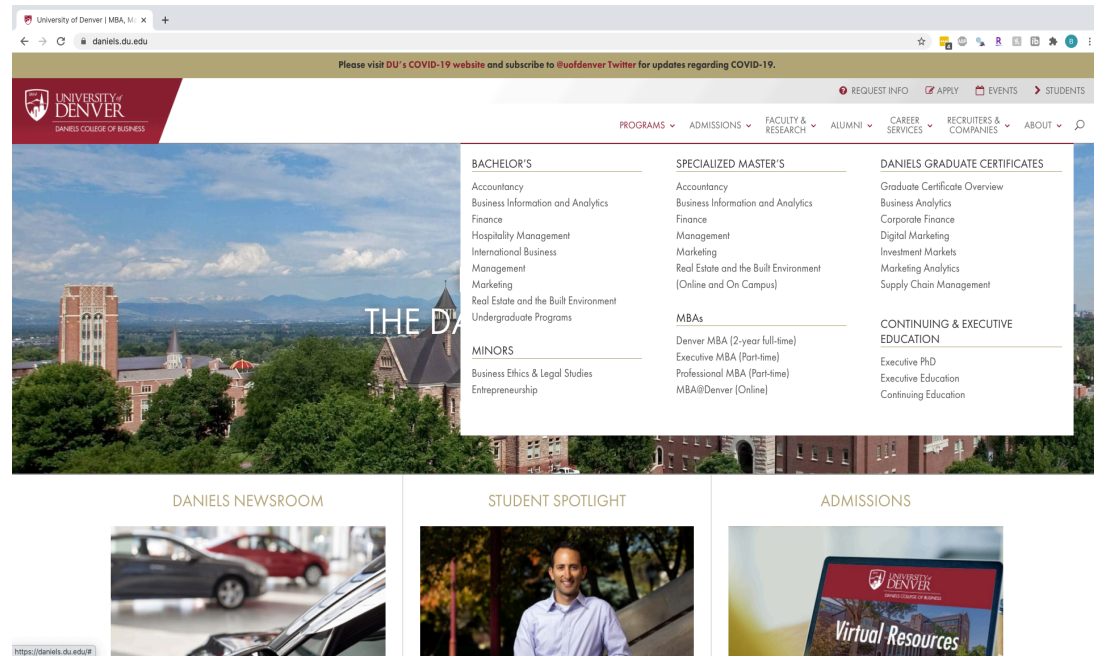 University of Denver | MBA, Ma
daniels.du.edu
Please visit DU's COVID-19 website and subscribe to @uofdenver Twitter for updates regarding COVID-19.
UNIVERSITY of
DENVER
DANIELS COLLEGE OF BUSINESS
REQUEST INFO APPLY EVENTS STUDENTS
PROGRAMS ADMISSIONS FACULTY & RESEARCH ALUMNI CAREER SERVICES RECRUITERS & COMPANIES ABOUT
BACHELOR'S
Accountancy
Business Information and Analytics
Finance
Hospitality Management
International Business
Management
Marketing
Real Estate and the Built Environment
Undergraduate Programs
MINORS
Business Ethics & Legal Studies
Entrepreneurship
SPECIALIZED MASTER'S
Accountancy
Business Information and Analytics
Finance
Management
Marketing
Real Estate and the Built Environment
(Online and On Campus)
MBAs
Denver MBA (2-year full-time)
Executive MBA (Part-time)
Professional MBA (Part-time)
MBA@Denver (Online)
DANIELS GRADUATE CERTIFICATES
Graduate Certificate Overview
Business Analytics
Corporate Finance
Digital Marketing
Investment Markets
Marketing Analytics
Supply Chain Management
CONTINUING & EXECUTIVE
EDUCATION
Executive PhD
Executive Education
Continuing Education
THE DA
DANIELS NEWSROOM
STUDENT SPOTLIGHT
ADMISSIONS
UNIVERSITY of
DENVER
DANIELS COLLEGE OF BUSINESS
Virtual Resources
https://daniels.du.edu/#